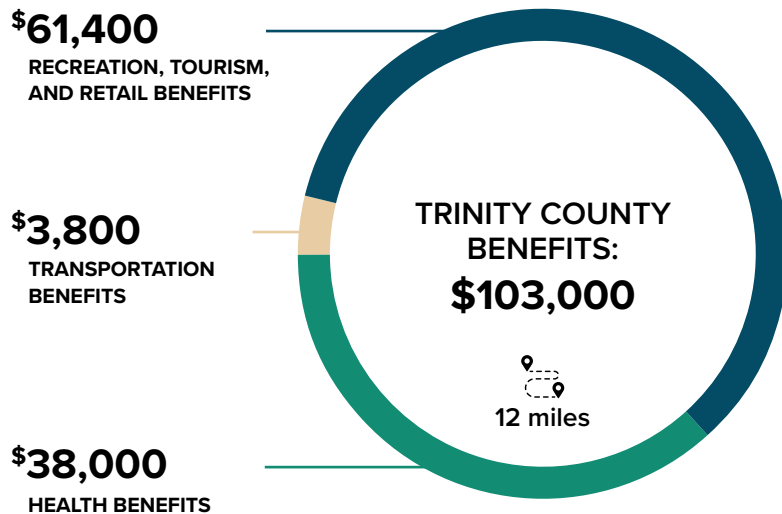 $61,400
RECREATION, TOURISM,
AND RETAIL BENEFITS
$3,800
TRANSPORTATION
BENEFITS
$38,000
HEALTH BENEFITS
TRINITY COUNTY
BENEFITS:
$103,000
12 miles